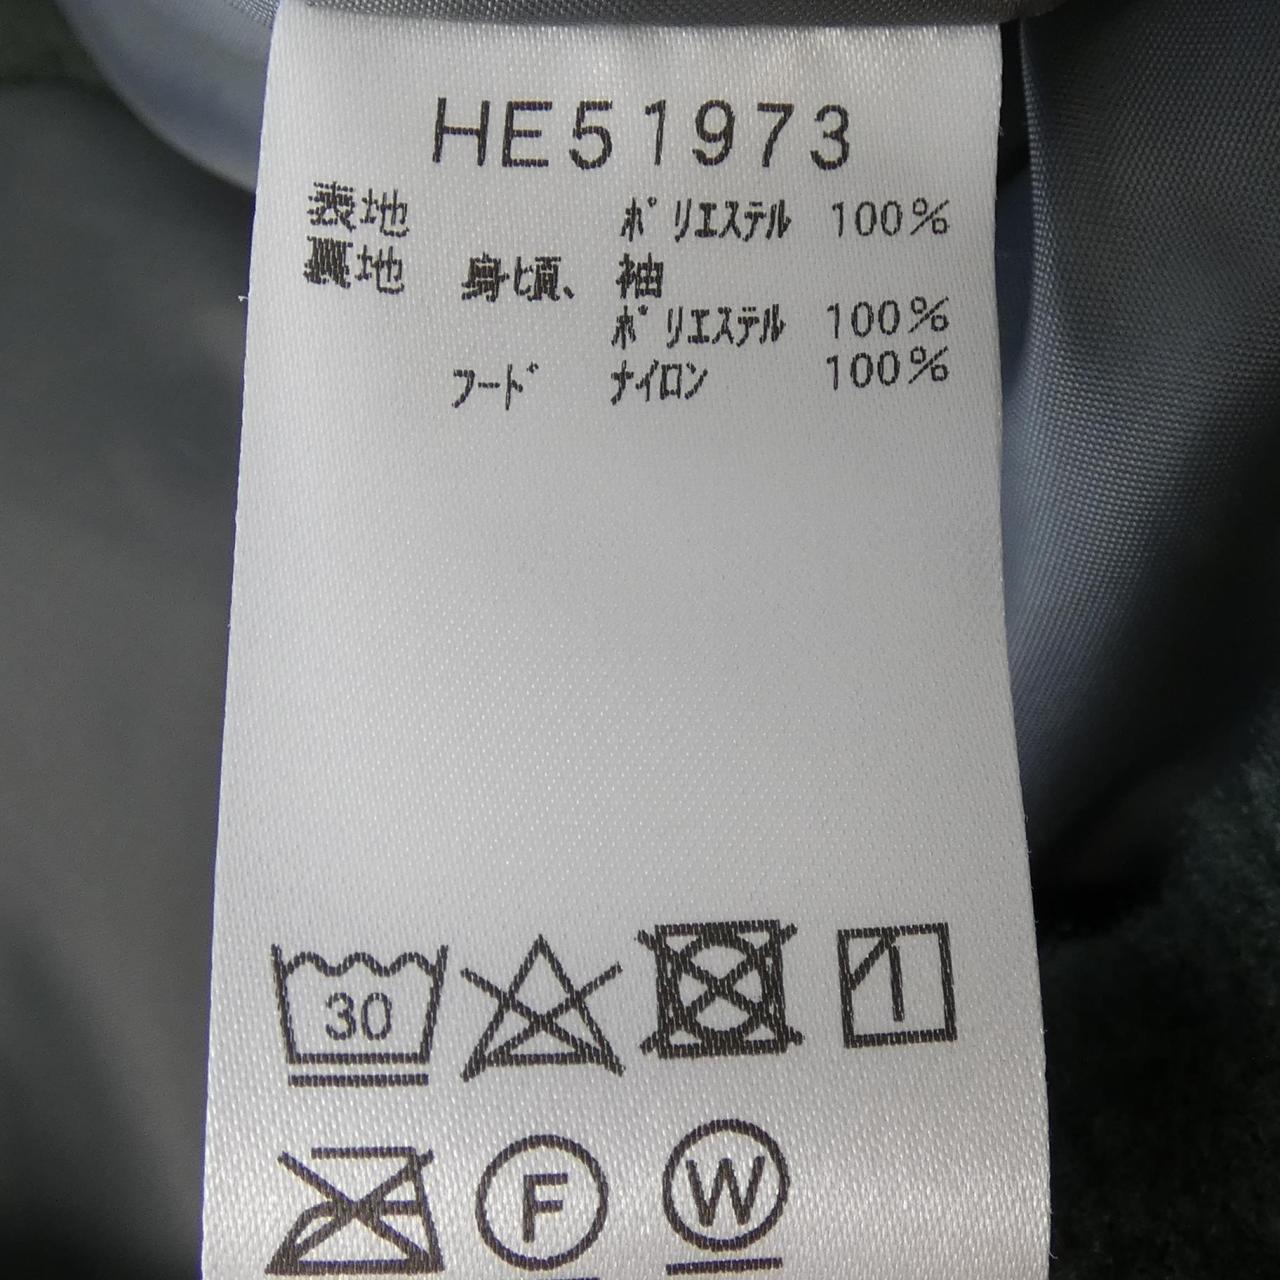 HE51973
表地 ポリエステル 100%
裏地 身頃、袖
ポリエステル 100%
フード ナイロン 100%
30
F
W